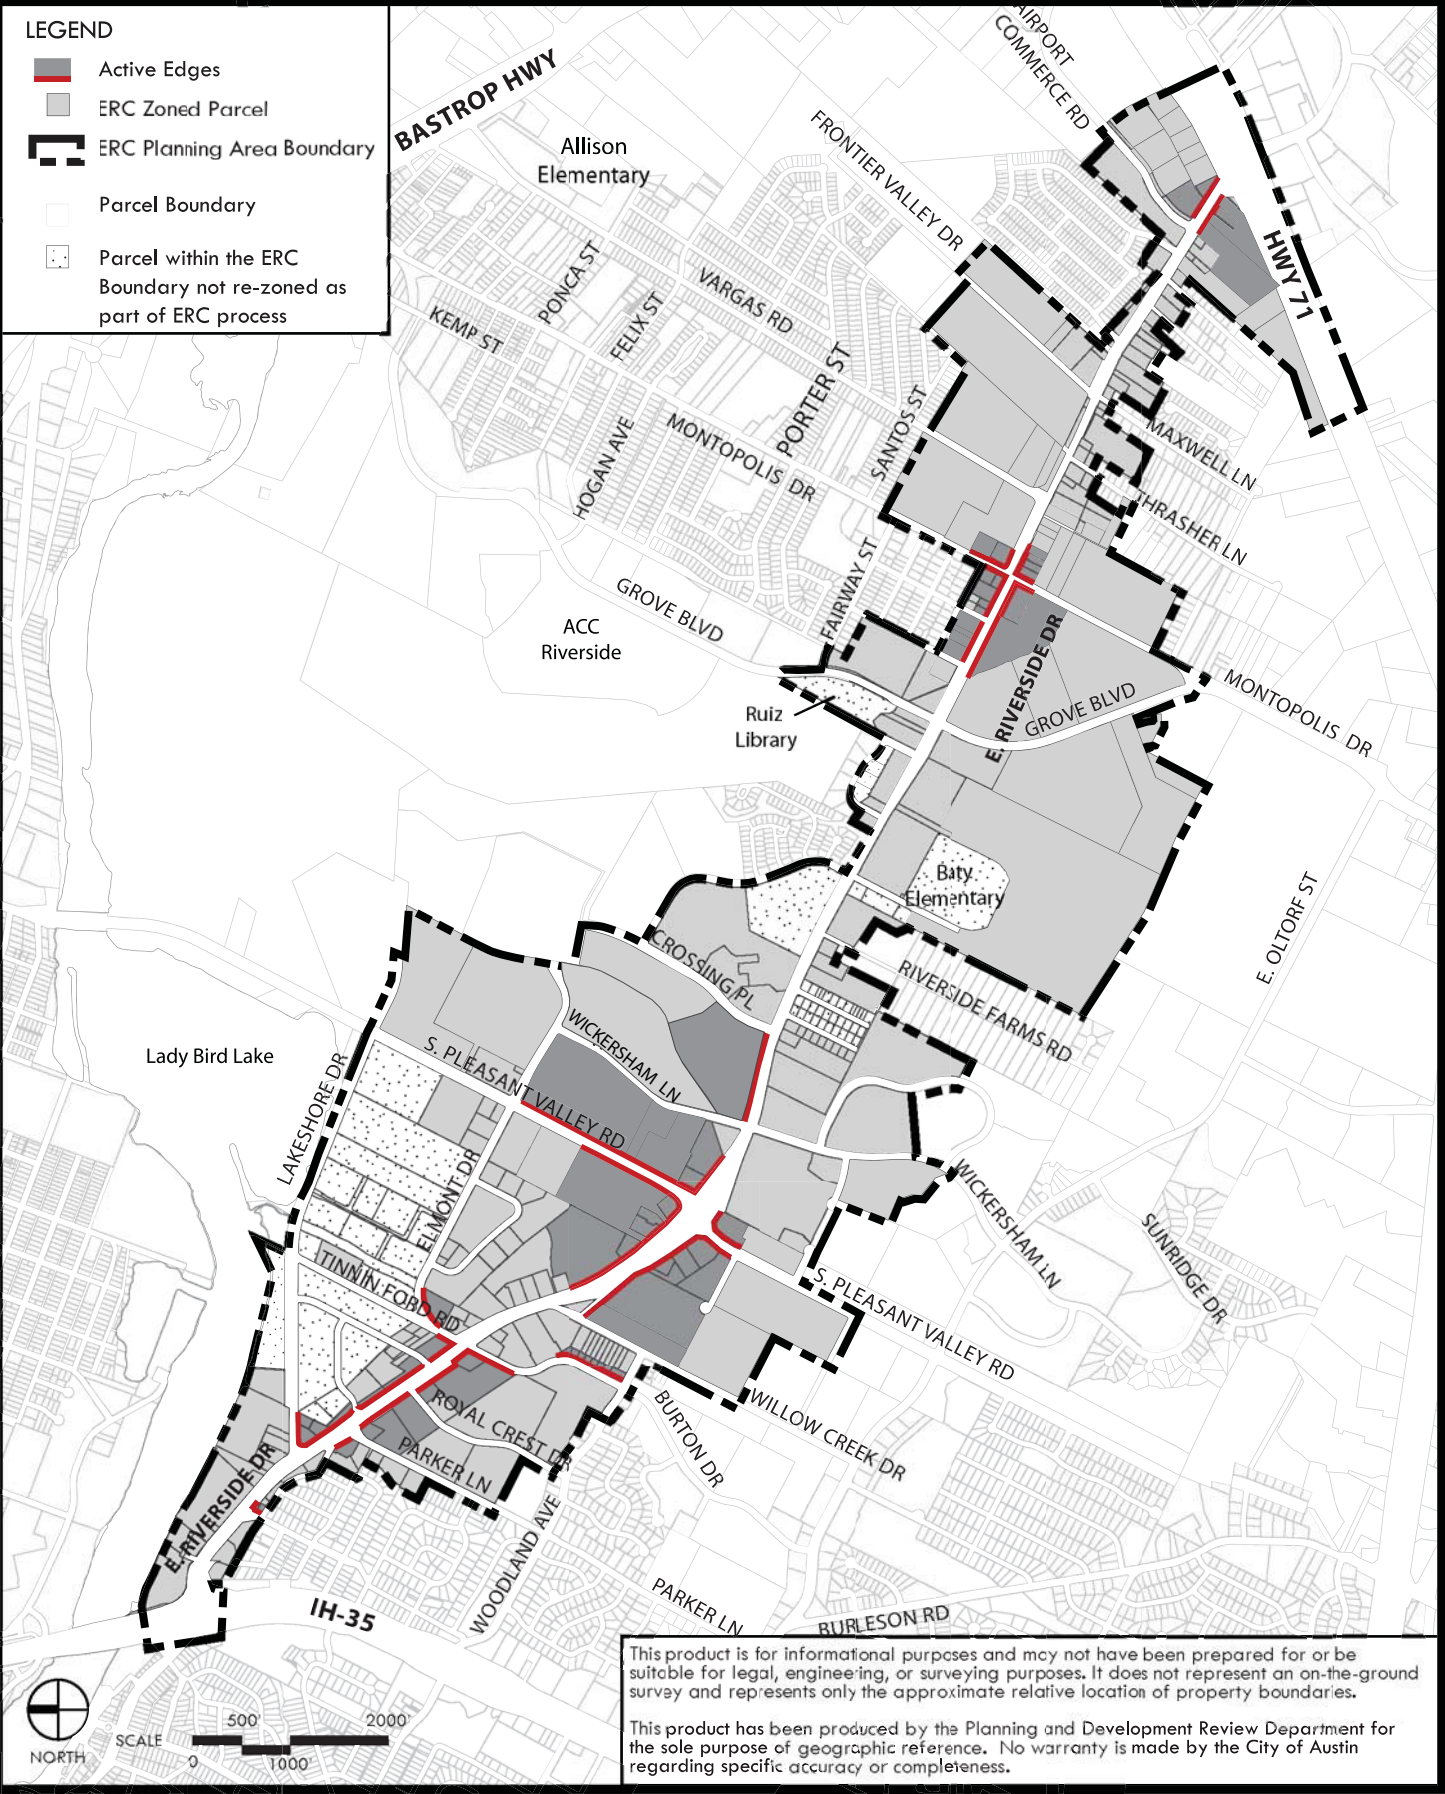 LEGEND
Active Edges
ERC Zoned Parcel
ERC Planning Area Boundary
Parcel Boundary
Parcel within the ERC
Boundary not re-zoned as
part of ERC process
BASTROP HWY
AIRPORT
COMMERCE RD
Allison
Elementary
FRONTIER VALLEY DR
HWY 71
PONCA ST
VARGAS RD
KEMP ST
FELIX ST
PORTER ST
SANTOS ST
HOGAN AVE
MONTOPOLIS DR
MAXWELL LN
THRASHER LN
FAIRWAY ST
GROVE BLVD
ACC
Riverside
E. RIVERSIDE DR
GROVE BLVD
MONTOPOLIS DR
Ruiz
Library
Baty
Elementary
E. OLTORF ST
CROSSING PL
RIVERSIDE FARMS RD
WICKERSHAM LN
Lady Bird Lake
S. PLEASANT VALLEY RD
LAKESHORE DR
ELMONT DR
WICKERSHAM LN
SUNRIDGE DR
TINNIN FORD RD
S. PLEASANT VALLEY RD
ROYAL CREST DR
BURTON DR
WILLOW CREEK DR
PARKER LN
E. RIVERSIDE DR
WOODLAND AVE
IH-35
PARKER LN
BURLESON RD
This product is for informational purposes and may not have been prepared for or be
suitable for legal, engineering, or surveying purposes. It does not represent an on-the-ground
survey and represents only the approximate relative location of property boundaries.
This product has been produced by the Planning and Development Review Department for
the sole purpose of geographic reference. No warranty is made by the City of Austin
regarding specific accuracy or completeness.
NORTH
SCALE
500'
2000'
0
1000'